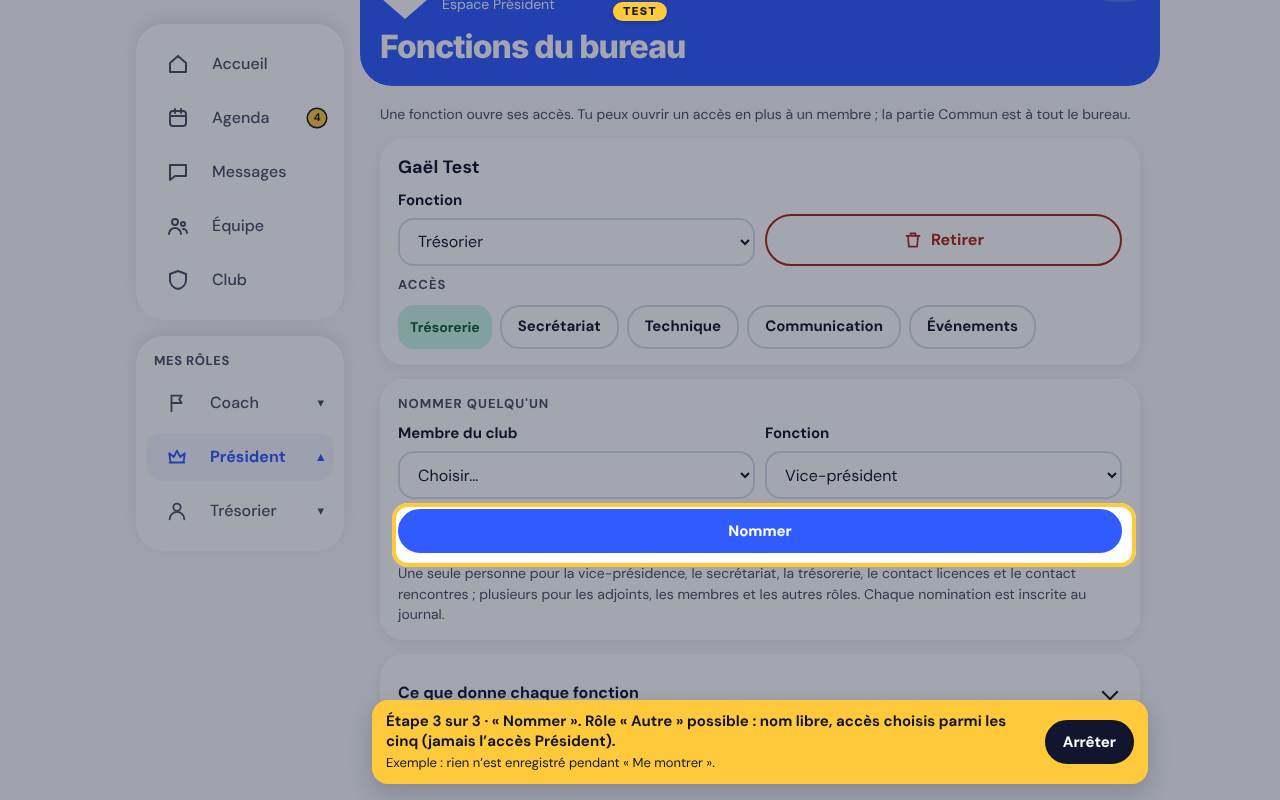 Espace Président
TEST
Fonctions du bureau
Accueil
Agenda
4
Messages
Équipe
Club
MES RÔLES
Coach
Président
Trésorier
Une fonction ouvre ses accès. Tu peux ouvrir un accès en plus à un membre ; la partie Commun est à tout le bureau.
Gaël Test
Fonction
Trésorier
Retirer
ACCÈS
Trésorerie
Secrétariat
Technique
Communication
Événements
NOMMER QUELQU'UN
Membre du club
Fonction
Choisir…
Vice-président
Nommer
Une seule personne pour la vice-présidence, le secrétariat, la trésorerie, le contact licences et le contact
rencontres ; plusieurs pour les adjoints, les membres et les autres rôles. Chaque nomination est inscrite au
journal.
Ce que donne chaque fonction
Étape 3 sur 3 · « Nommer ». Rôle « Autre » possible : nom libre, accès choisis parmi les
cinq (jamais l’accès Président).
Exemple : rien n’est enregistré pendant « Me montrer ».
Arrêter